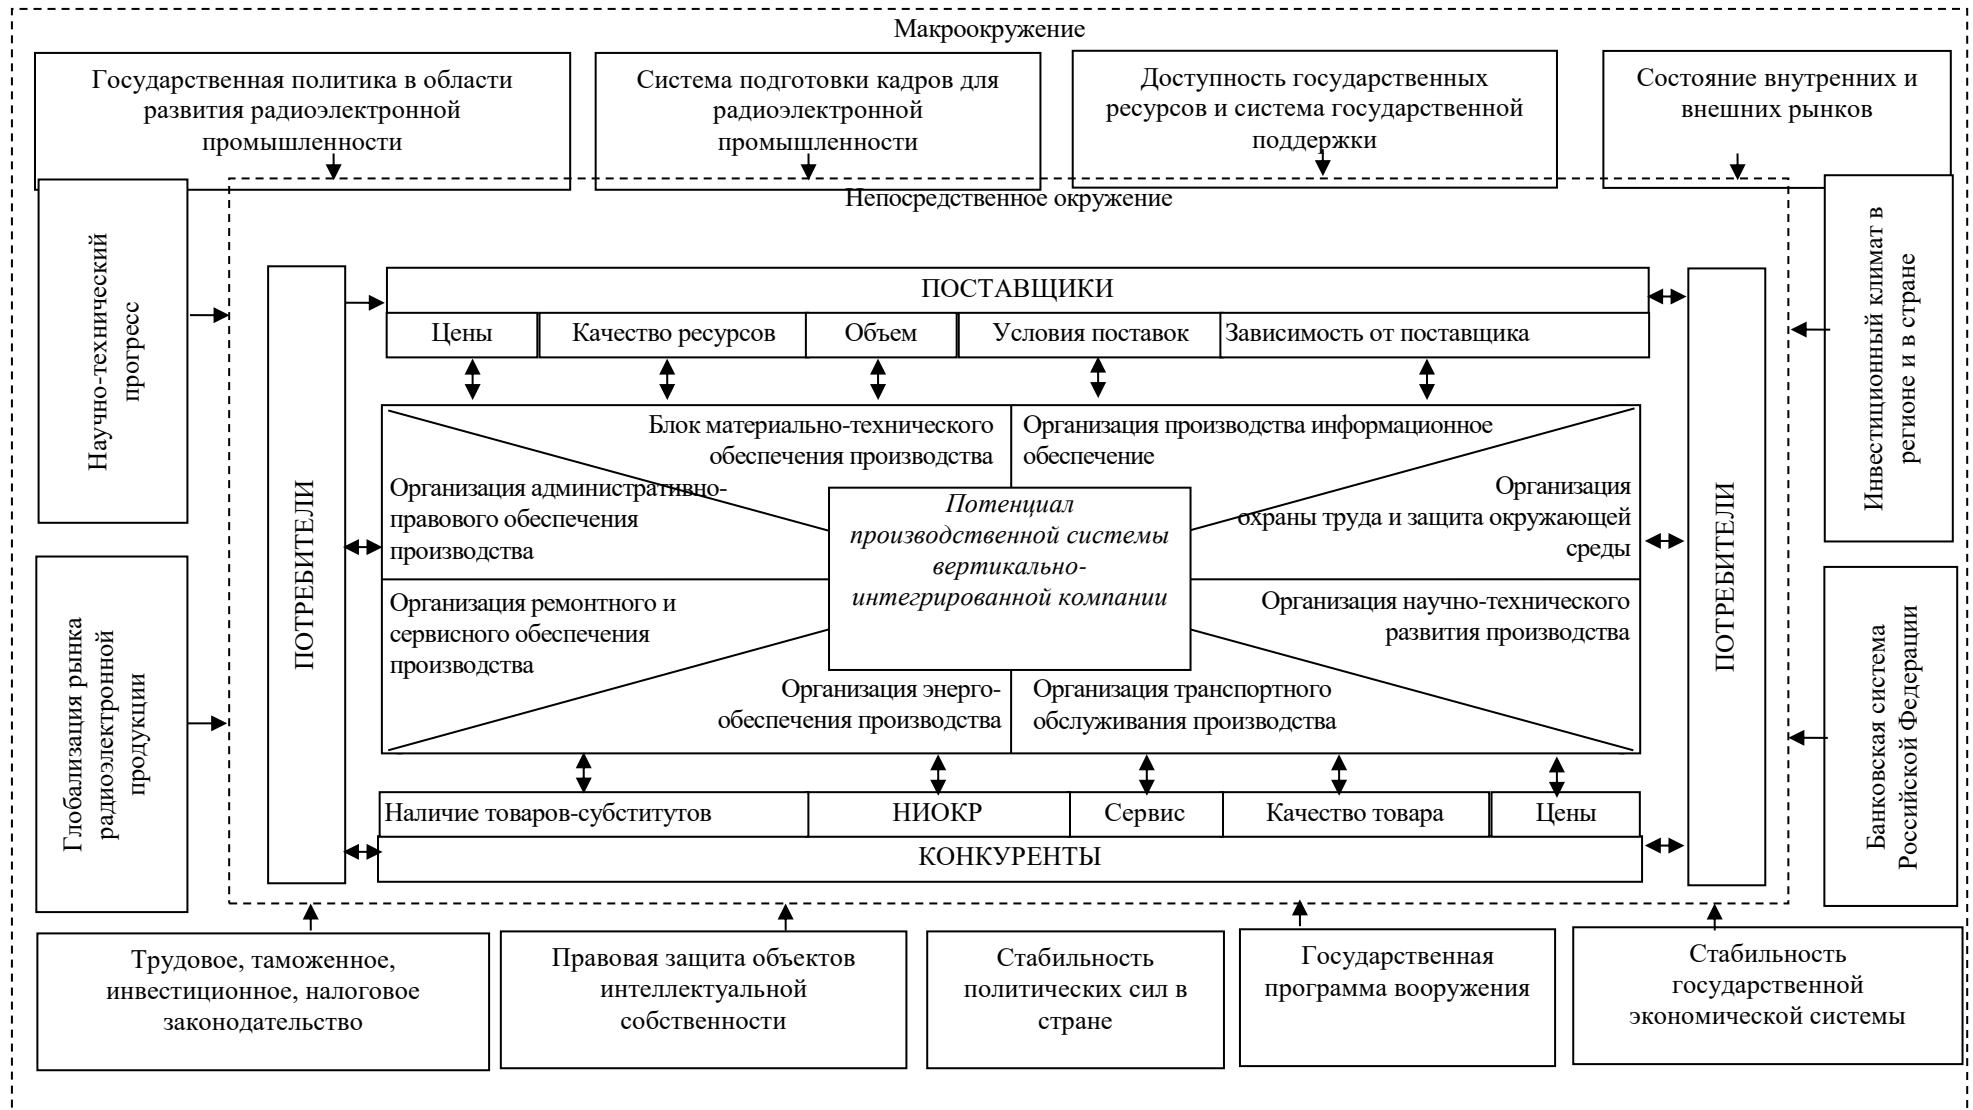 Макроокружение
Государственная политика в области
развития радиоэлектронной
промышленности
Система подготовки кадров для
радиоэлектронной
промышленности
Доступность государственных
ресурсов и система государственной
поддержки
Состояние внутренних и
внешних рынков
Непосредственное окружение
Научно-технический
прогресс
Глобализация рынка
радиоэлектронной
продукции
ПОТРЕБИТЕЛИ
ПОСТАВЩИКИ
Цены
Качество ресурсов
Объем
Условия поставок
Зависимость от поставщика
Блок материально-технического
обеспечения производства
Организация производства информационное
обеспечение
Организация административно-
правового обеспечения
производства
Потенциал
производственной системы
вертикально-
интегрированной компании
Организация
охраны труда и защита окружающей
среды
Организация ремонтного и
сервисного обеспечения
производства
Организация научно-технического
развития производства
Организация энерго-
обеспечения производства
Организация транспортного
обслуживания производства
Наличие товаров-субститутов
НИОКР
Сервис
Качество товара
Цены
КОНКУРЕНТЫ
ПОТРЕБИТЕЛИ
Инвестиционный климат в
регионе и в стране
Банковская система
Российской Федерации
Трудовое, таможенное,
инвестиционное, налоговое
законодательство
Правовая защита объектов
интеллектуальной
собственности
Стабильность
политических сил в
стране
Государственная
программа вооружения
Стабильность
государственной
экономической системы